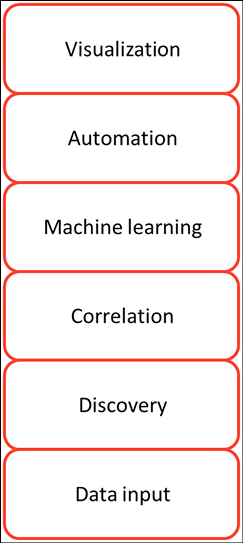 Visualization
Automation
Machine learning
Correlation
Discovery
Data input